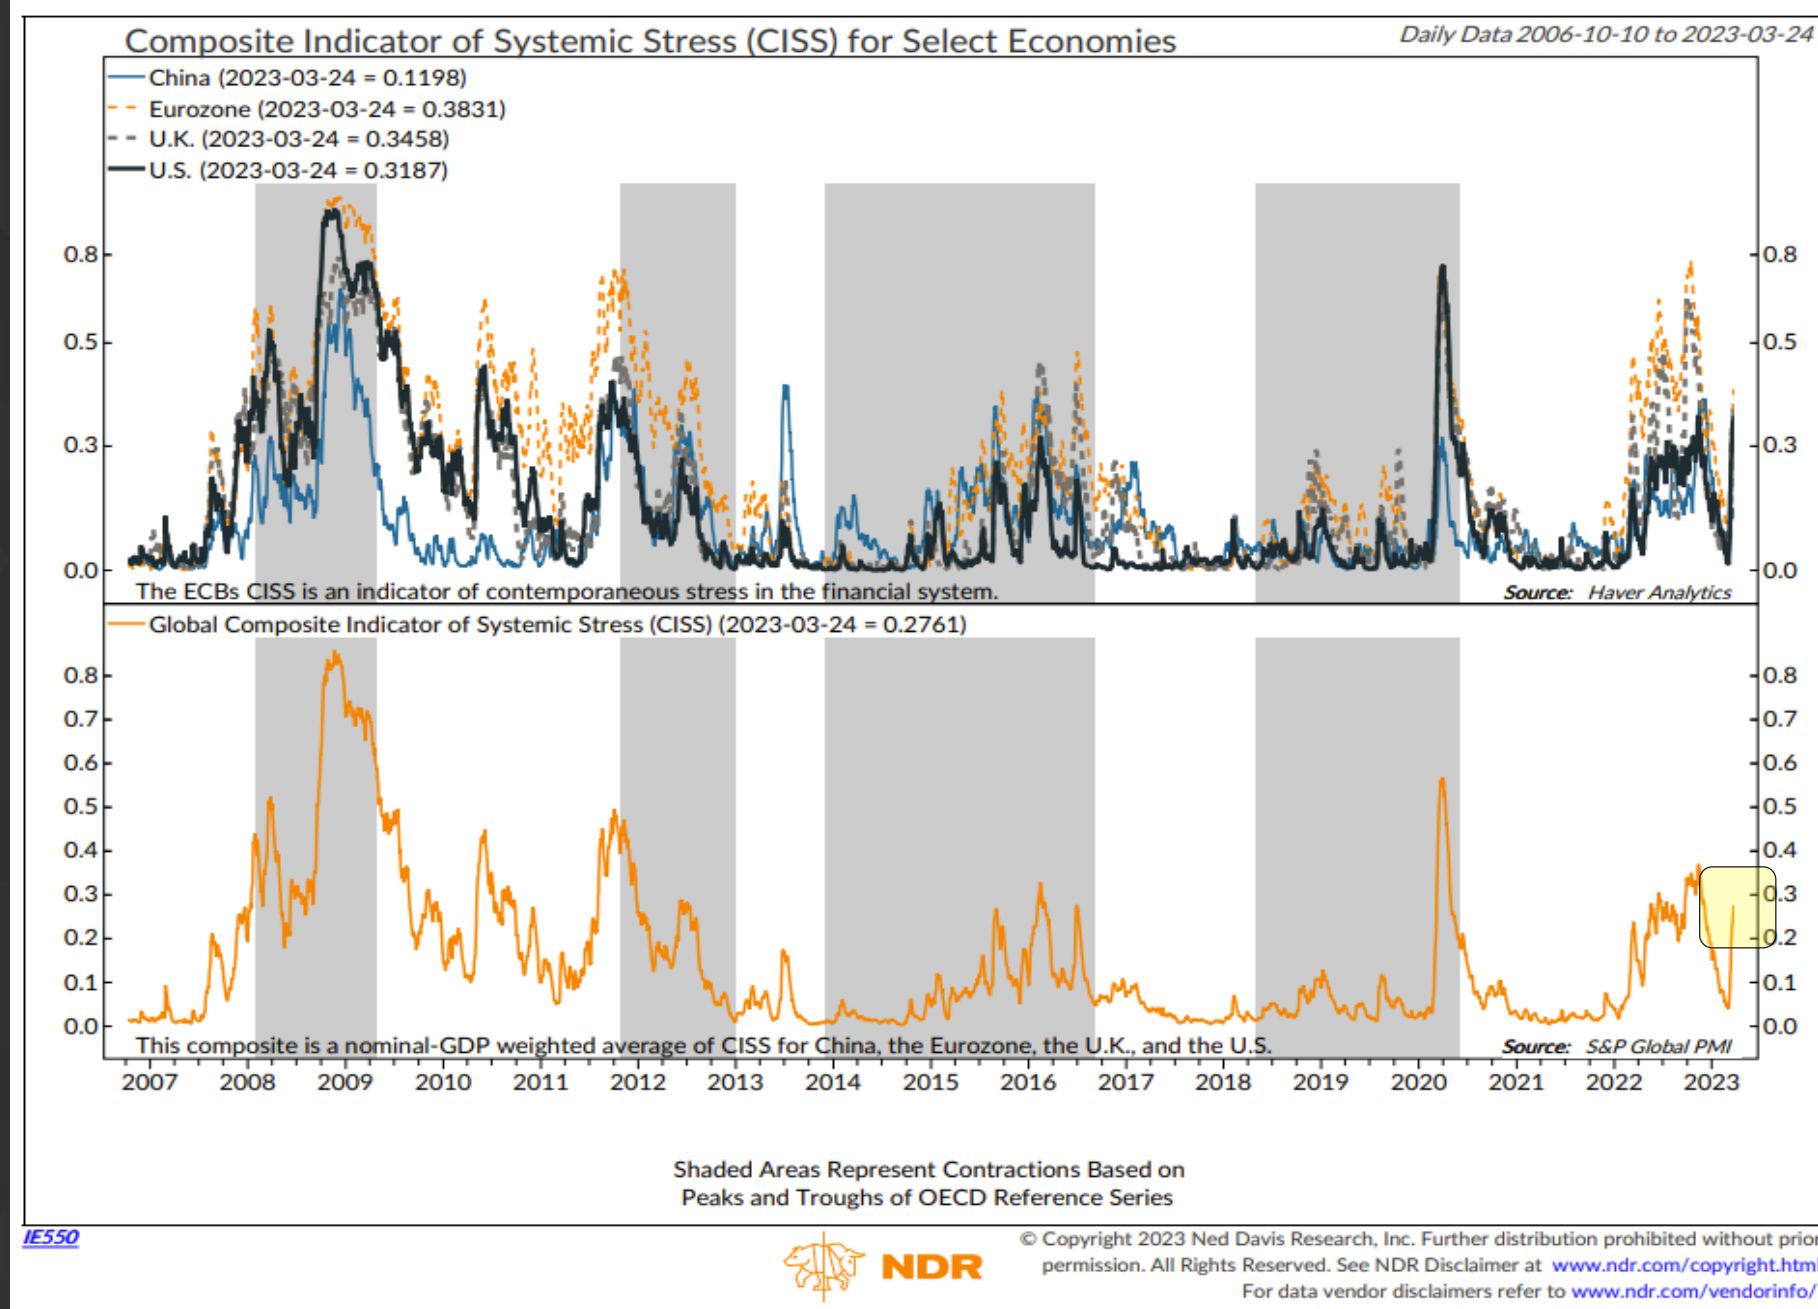 Composite Indicator of Systemic Stress (CISS) for Select Economies
Daily Data 2006-10-10 to 2023-03-24
China (2023-03-24 = 0.1198)
Eurozone (2023-03-24 = 0.3831)
U.K. (2023-03-24 = 0.3458)
U.S. (2023-03-24 = 0.3187)
0.8 0.8
0.5 0.5
0.3 0.3
0.0 0.0
The ECBs CISS is an indicator of contemporaneous stress in the financial system.
Source: Haver Analytics
Global Composite Indicator of Systemic Stress (CISS) (2023-03-24 = 0.2761)
0.8 0.8
0.7 0.7
0.6 0.6
0.5 0.5
0.4 0.4
0.3 0.3
0.2 0.2
0.1 0.1
0.0 0.0
This composite is a nominal-GDP weighted average of CISS for China, the Eurozone, the U.K., and the U.S.
Source: S&P Global PMI
2007 2008 2009 2010 2011 2012 2013 2014 2015 2016 2017 2018 2019 2020 2021 2022 2023
Shaded Areas Represent Contractions Based on
Peaks and Troughs of OECD Reference Series
IE550
NDR
© Copyright 2023 Ned Davis Research, Inc. Further distribution prohibited without prior
permission. All Rights Reserved. See NDR Disclaimer at www.ndr.com/copyright.html
For data vendor disclaimers refer to www.ndr.com/vendorinfo/